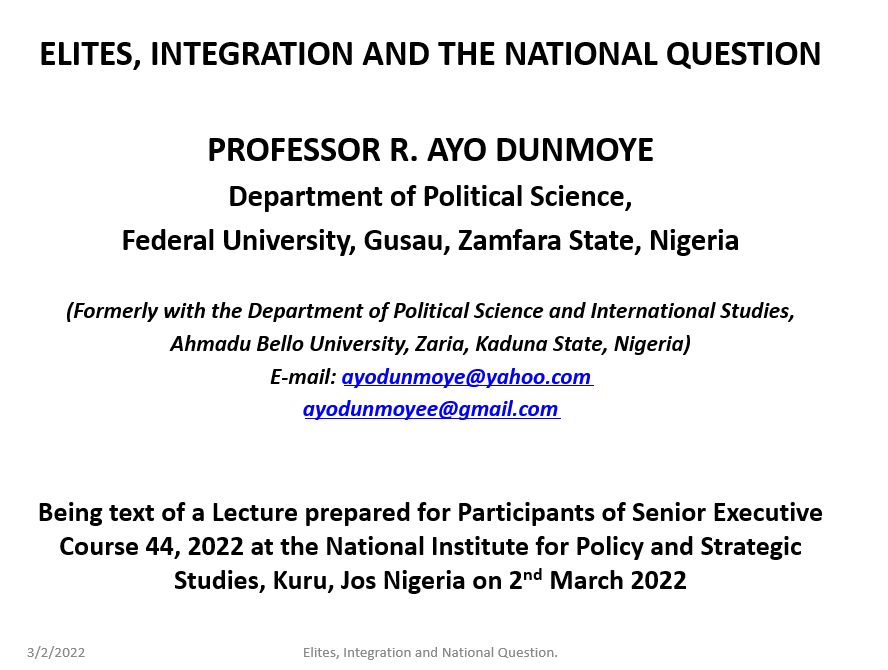 ELITES, INTEGRATION AND THE NATIONAL QUESTION
PROFESSOR R. AYO DUNMOYE
Department of Political Science,
Federal University, Gusau, Zamfara State, Nigeria
(Formerly with the Department of Political Science and International Studies,
Ahmadu Bello University, Zaria, Kaduna State, Nigeria)
E-mail: ayodunmoye@yahoo.com
ayodunmoyee@gmail.com
Being text of a Lecture prepared for Participants of Senior Executive
Course 44, 2022 at the National Institute for Policy and Strategic
Studies, Kuru, Jos Nigeria on 2nd March 2022
3/2/2022 Elites, Integration and National Question.